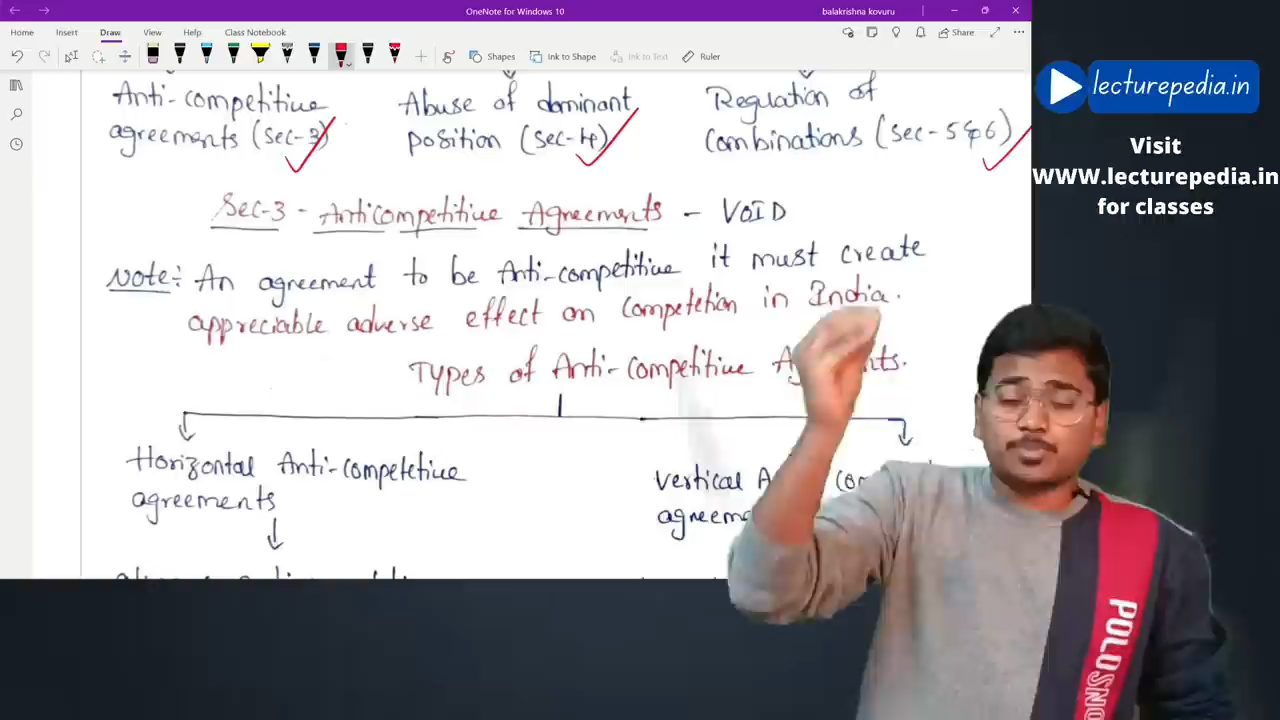 OneNote for Windows 10
balakrishna kovuru
Home Insert Draw View Help Class Notebook
Share
Shapes Ink to Shape Ink to Text Math Ruler
Anti-competitive
agreements (sec-3)
Abuse of dominant
position (sec-4)
Regulation of
combinations (sec-5&6)
Sec-3 - Anticompetitive Agreements - VOID
Note:- An agreement to be Anti-competitive it must create
appreciable adverse effect on competetion in India.
Types of Anti-competitive
Horizontal Anti-competetive
agreements
vertical
lecturepedia.in
Visit
WWW.lecturepedia.in
for classes
POLO